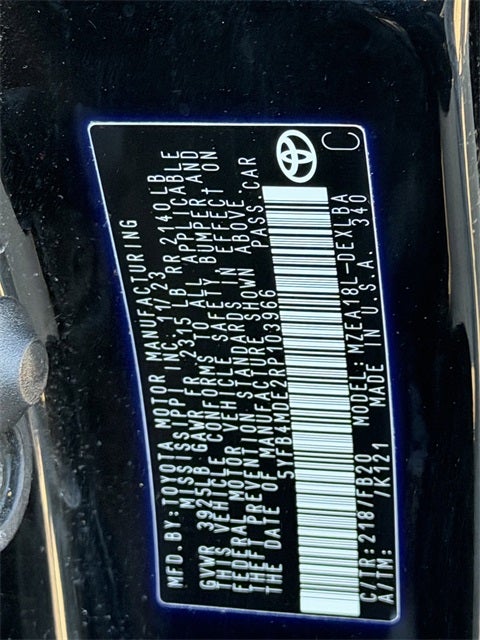 MFD.BY:TOYOTA MOTOR MANUFACTURING
MISSISSIPPI INC.11/23
GVWR 3925LB GAWR FR 2315 LB RR 2140 LB
THIS VEHICLE CONFORMS TO ALL APPLICABLE
FEDERAL MOTOR VEHICLE SAFETY, BUMPER AND
THEFT PREVENTION STANDARDS IN EFFECT ON
THE DATE OF MANUFACTURE SHOWN ABOVE.
5YFB4MDE2RP103966 PASS.CAR
C/TR:218/FB20 MODEL:MZEA18L-DEXLBA
A/TM: /K121 MADE IN U.S.A. 340
C